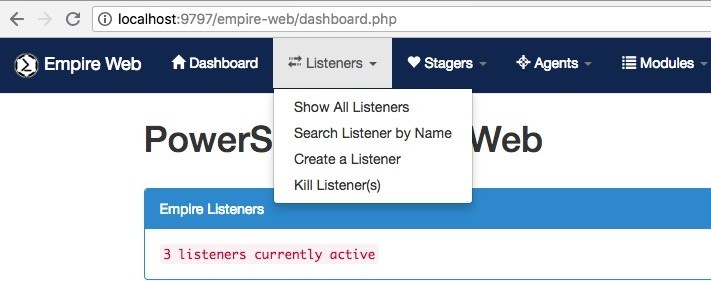 localhost:9797/empire-web/dashboard.php
Empire Web Dashboard Listeners Stagers Agents Modules
Show All Listeners
Search Listener by Name
Create a Listener
Kill Listener(s)
PowerS Web
Empire Listeners
3 listeners currently active